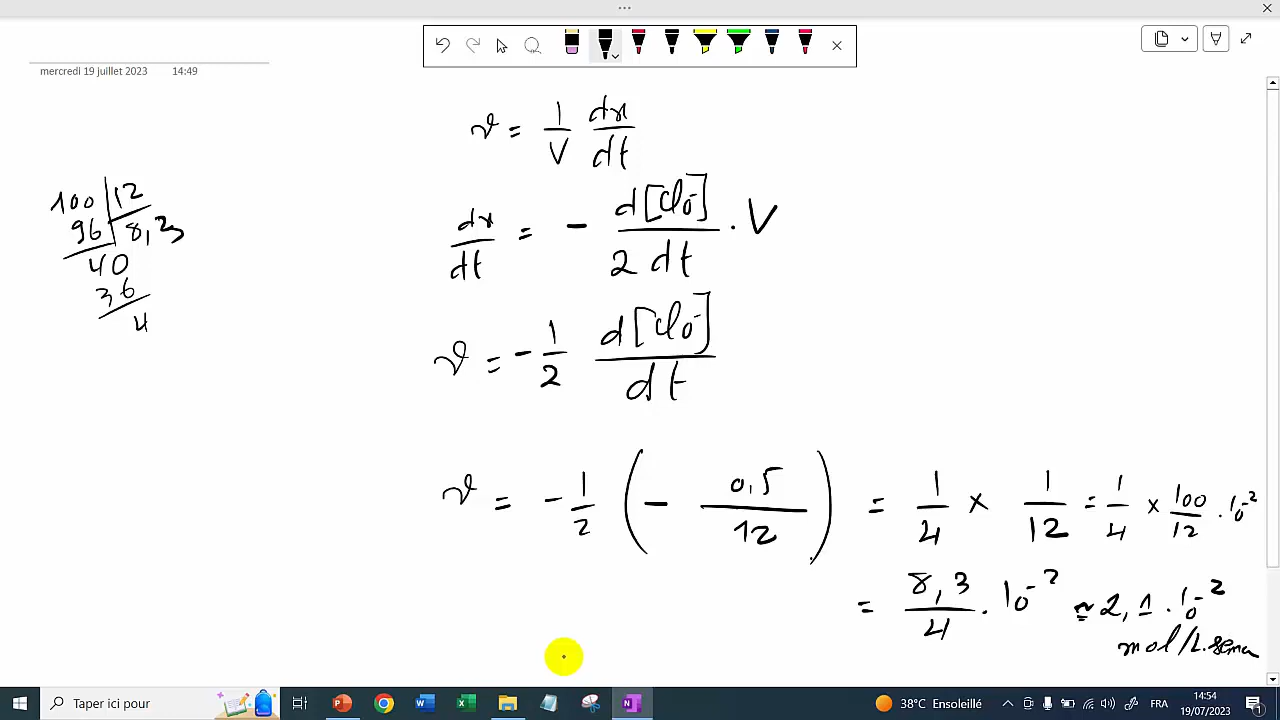 mercredi 19 juillet 2023 14:49
v = 1/V dx/dt
100 | 12
96 | 8,3
40
36
4
dx/dt = - d[ClO⁻]/2 dt . V
v = - 1/2 d[ClO⁻]/dt
v = - 1/2 ( - 0,5/12 ) = 1/4 × 1/12 = 1/4 × 100/12 . 10⁻²
= 8,3/4 . 10⁻² ≃ 2,1 . 10⁻²
mol/L.sema
Taper ici pour
38°C Ensoleillé
FRA
14:54
19/07/2023